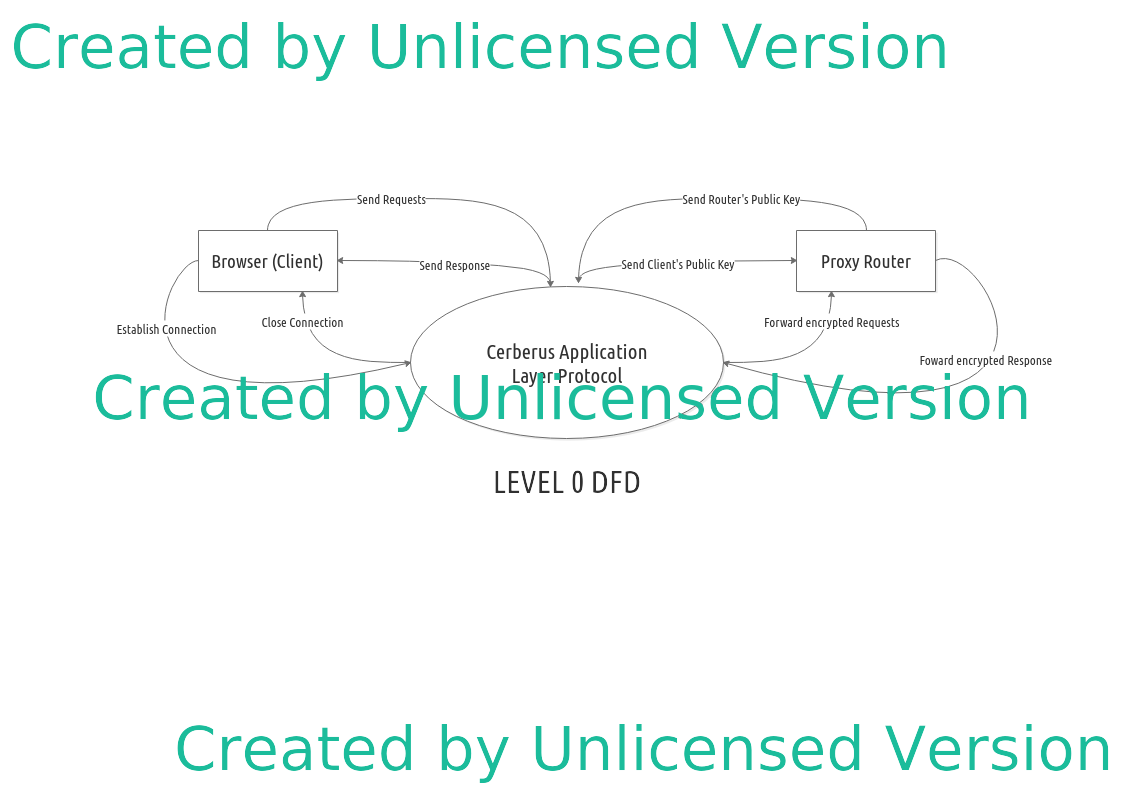 Created by Unlicensed Version
Send Requests
Send Router's Public Key
Browser (Client)
Send Response
Send Client's Public Key
Proxy Router
Establish Connection
Close Connection
Forward encrypted Requests
Foward encrypted Response
Cerberus Application
Layer Protocol
Created by Unlicensed Version
LEVEL 0 DFD
Created by Unlicensed Version